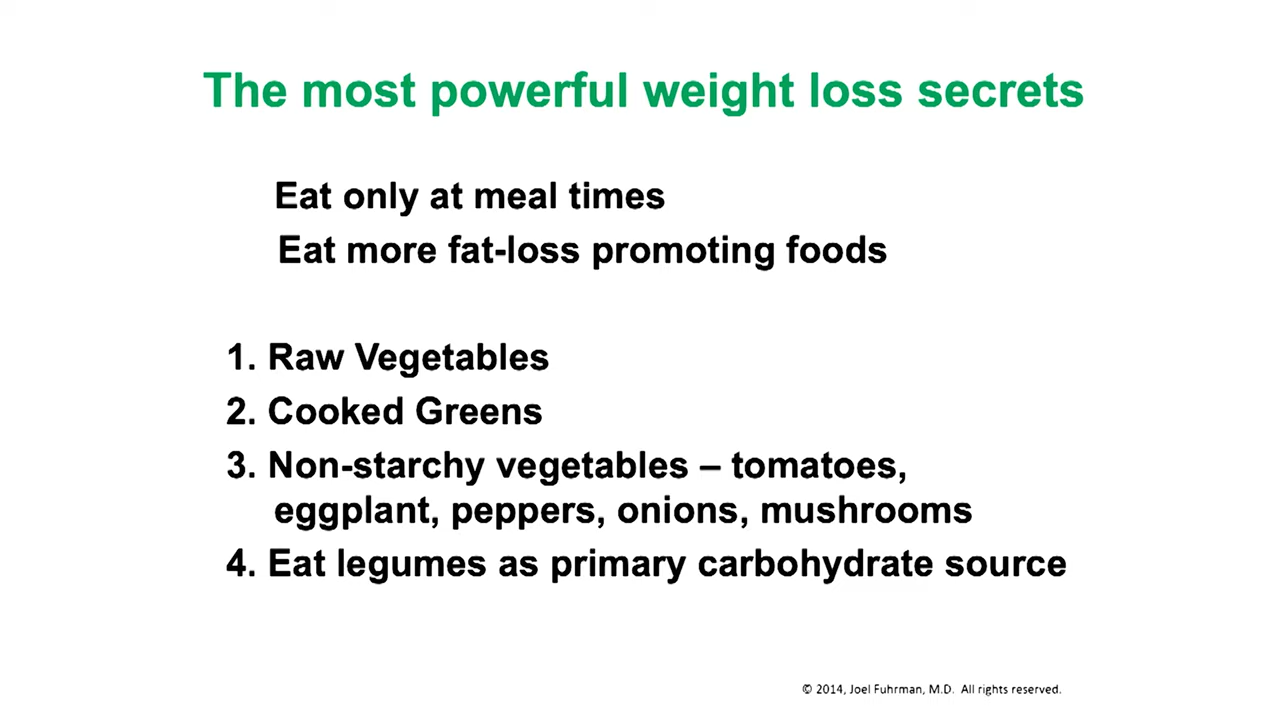 The most powerful weight loss secrets
Eat only at meal times
Eat more fat-loss promoting foods
1. Raw Vegetables
2. Cooked Greens
3. Non-starchy vegetables – tomatoes,
eggplant, peppers, onions, mushrooms
4. Eat legumes as primary carbohydrate source
© 2014, Joel Fuhrman, M.D. All rights reserved.